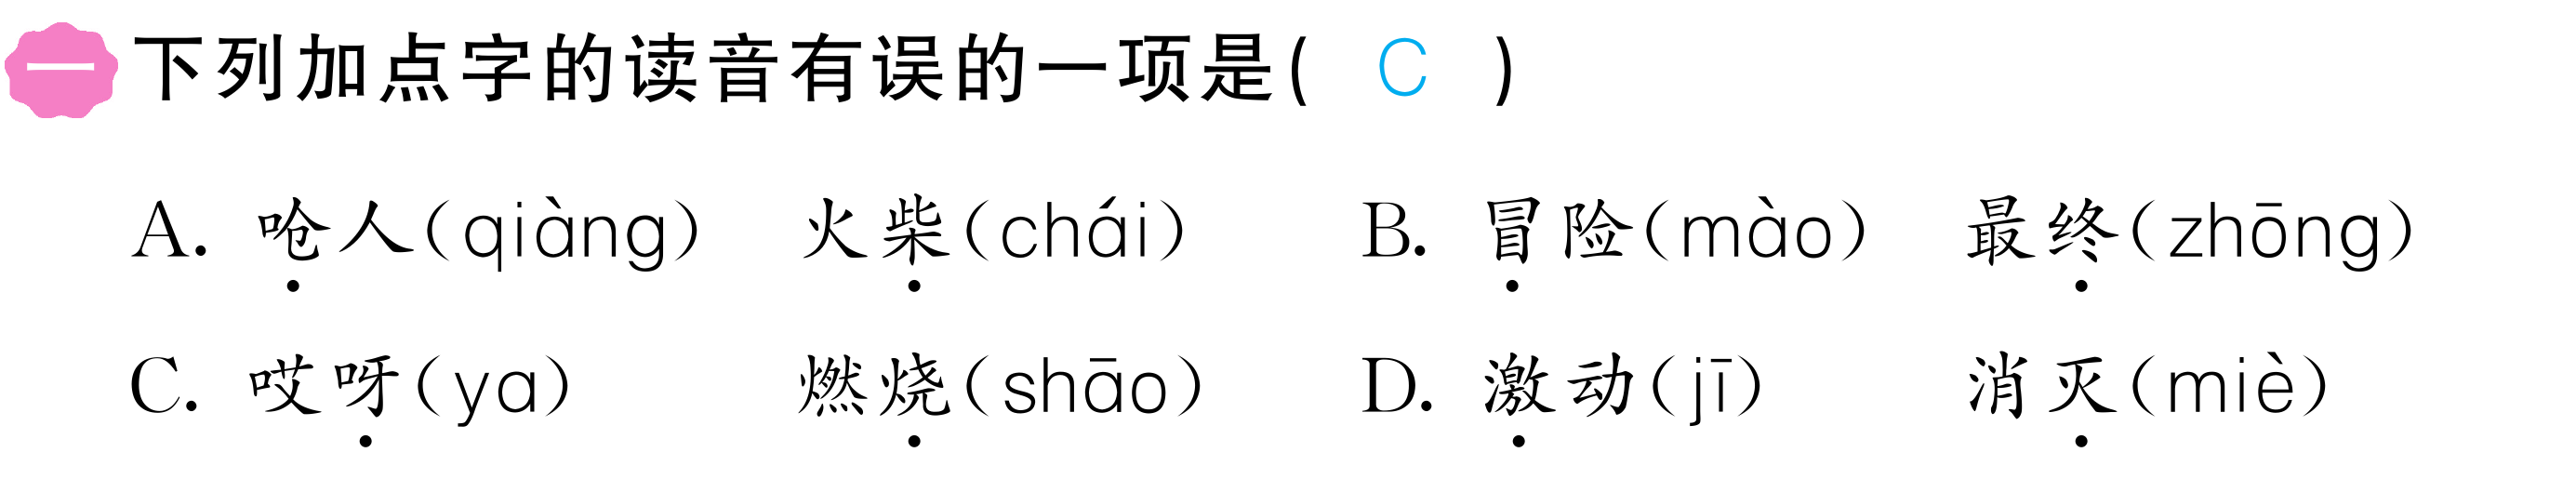 一 下列加点字的读音有误的一项是( C )
A. 呛人(qiàng) 火柴(chái) B. 冒险(mào) 最终(zhōng)
C. 哎呀(ya) 燃烧(shāo) D. 激动(jī) 消灭(miè)